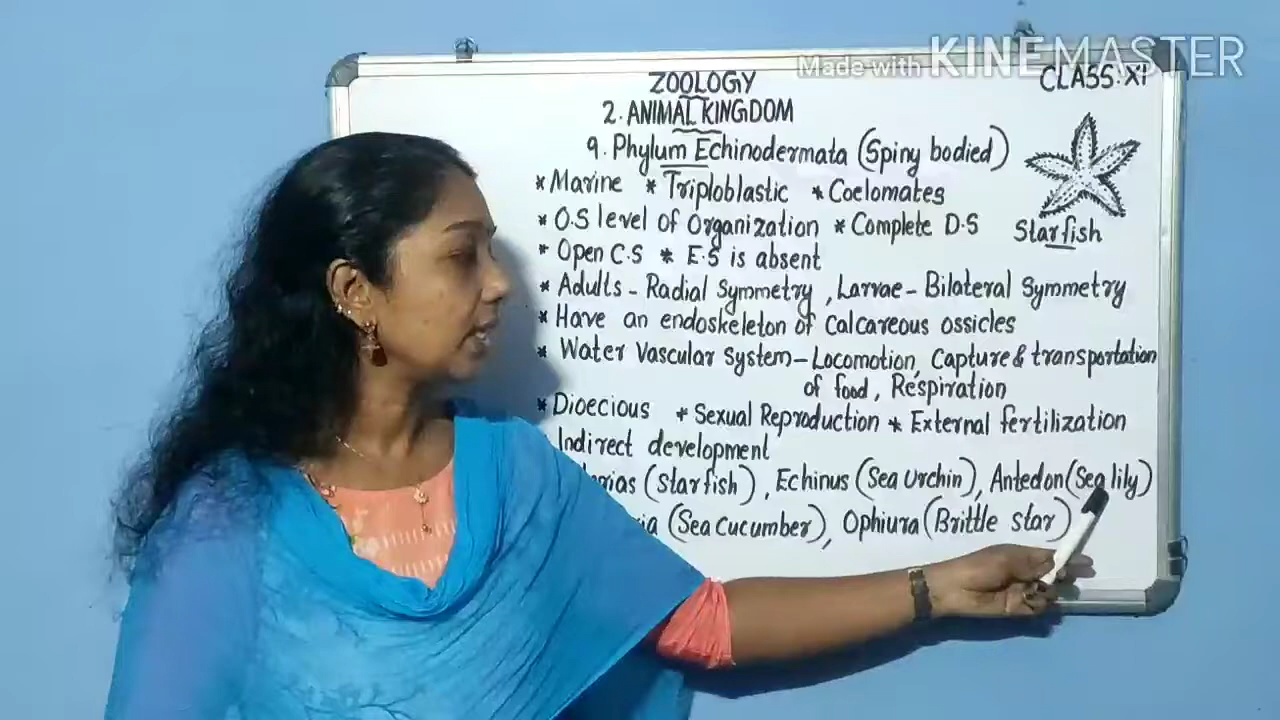 Made with KINEMASTER
ZOOLOGY
CLASS: XI
2. ANIMAL KINGDOM
9. Phylum Echinodermata (Spiny bodied)
* Marine * Triploblastic * Coelomates
* O.S level of Organization * Complete D.S
Starfish
* Open C.S * E.S is absent
* Adults - Radial Symmetry, Larvae - Bilateral Symmetry
* Have an endoskeleton of Calcareous ossicles
* Water Vascular System - Locomotion, Capture & transportation
of food, Respiration
* Dioecious * Sexual Reproduction * External fertilization
Indirect development
(Starfish), Echinus (Sea Urchin), Antedon (Sea lily)
(Sea Cucumber), Ophiura (Brittle star)